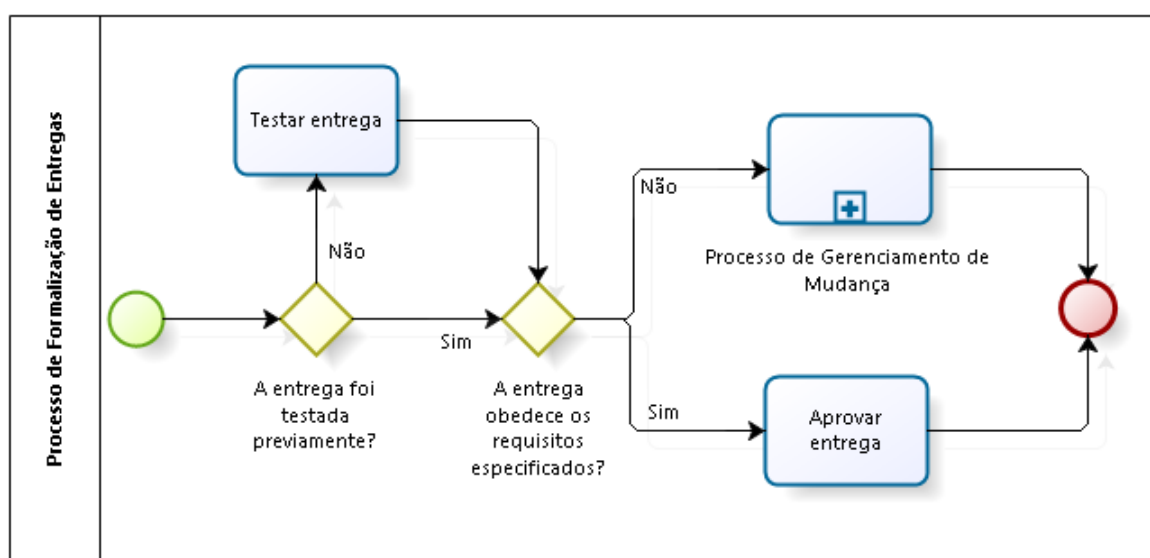 Processo de Formalização de Entregas
Testar entrega
Não
Sim
A entrega foi
testada
previamente?
A entrega
obedece os
requisitos
especificados?
Não
Processo de Gerenciamento de
Mudança
Sim
Aprovar
entrega